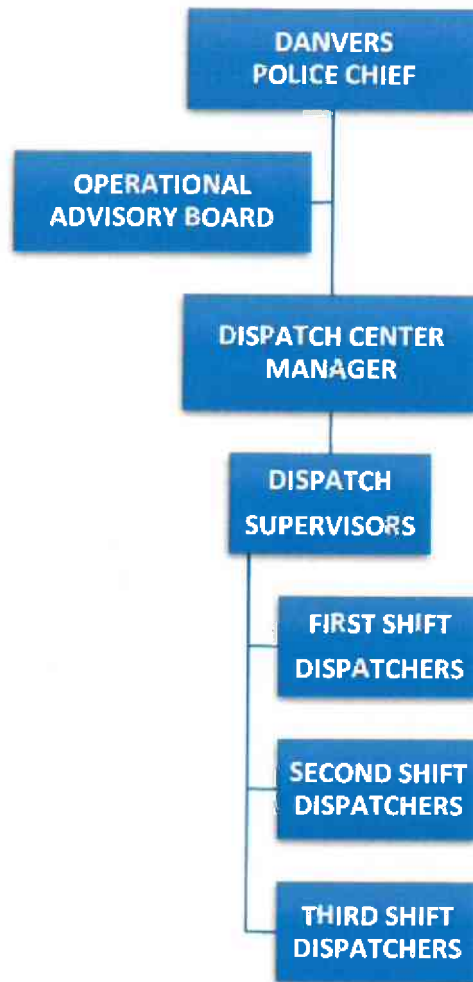 DANVERS
POLICE CHIEF
OPERATIONAL
ADVISORY BOARD
DISPATCH CENTER
MANAGER
DISPATCH
SUPERVISORS
FIRST SHIFT
DISPATCHERS
SECOND SHIFT
DISPATCHERS
THIRD SHIFT
DISPATCHERS